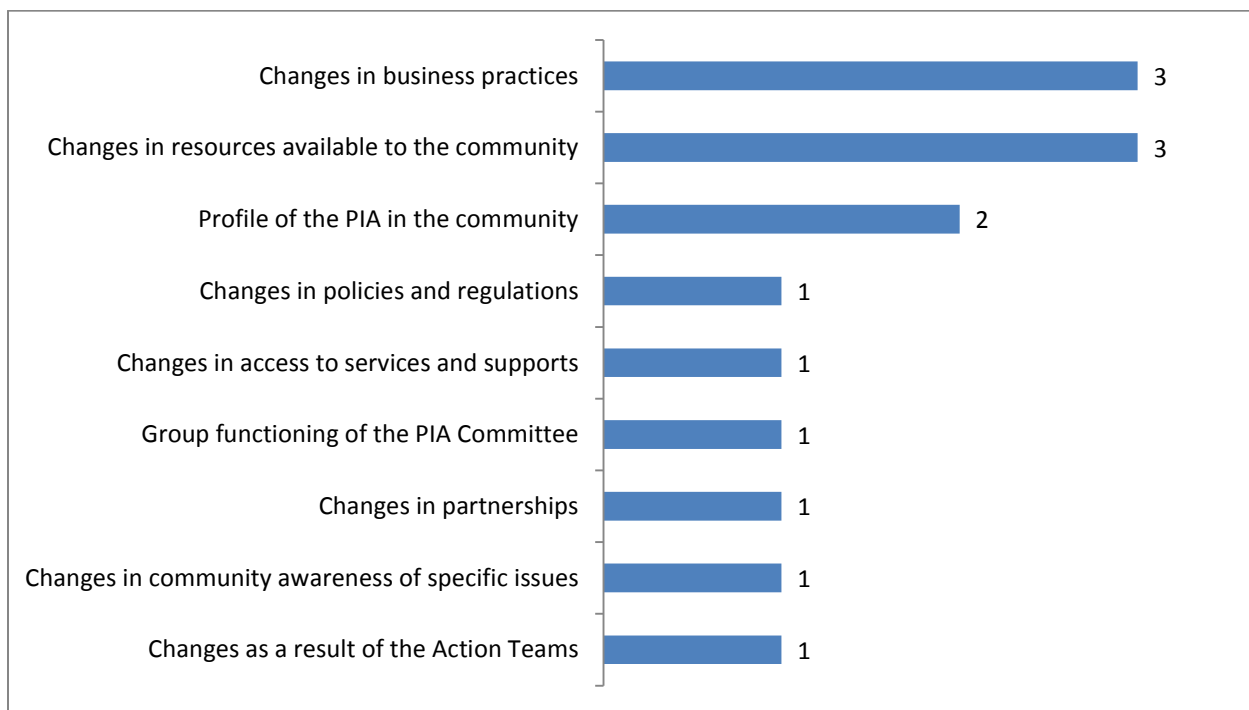 Changes in business practices 3
Changes in resources available to the community 3
Profile of the PIA in the community 2
Changes in policies and regulations 1
Changes in access to services and supports 1
Group functioning of the PIA Committee 1
Changes in partnerships 1
Changes in community awareness of specific issues 1
Changes as a result of the Action Teams 1